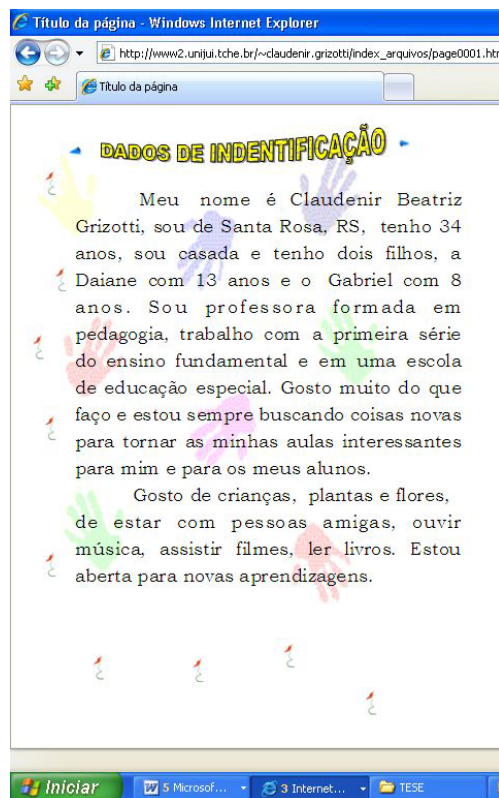 Título da página - Windows Internet Explorer
http://www2.unijui.tche.br/~claudenir.grizotti/index_arquivos/page0001.htm
Título da página
DADOS DE INDENTIFICAÇÃO
Meu nome é Claudenir Beatriz
Grizotti, sou de Santa Rosa, RS, tenho 34
anos, sou casada e tenho dois filhos, a
Daiane com 13 anos e o Gabriel com 8
anos. Sou professora formada em
pedagogia, trabalho com a primeira série
do ensino fundamental e em uma escola
de educação especial. Gosto muito do que
faço e estou sempre buscando coisas novas
para tornar as minhas aulas interessantes
para mim e para os meus alunos.
Gosto de crianças, plantas e flores,
de estar com pessoas amigas, ouvir
música, assistir filmes, ler livros. Estou
aberta para novas aprendizagens.
Iniciar
5 Microsof...
3 Internet...
TESE